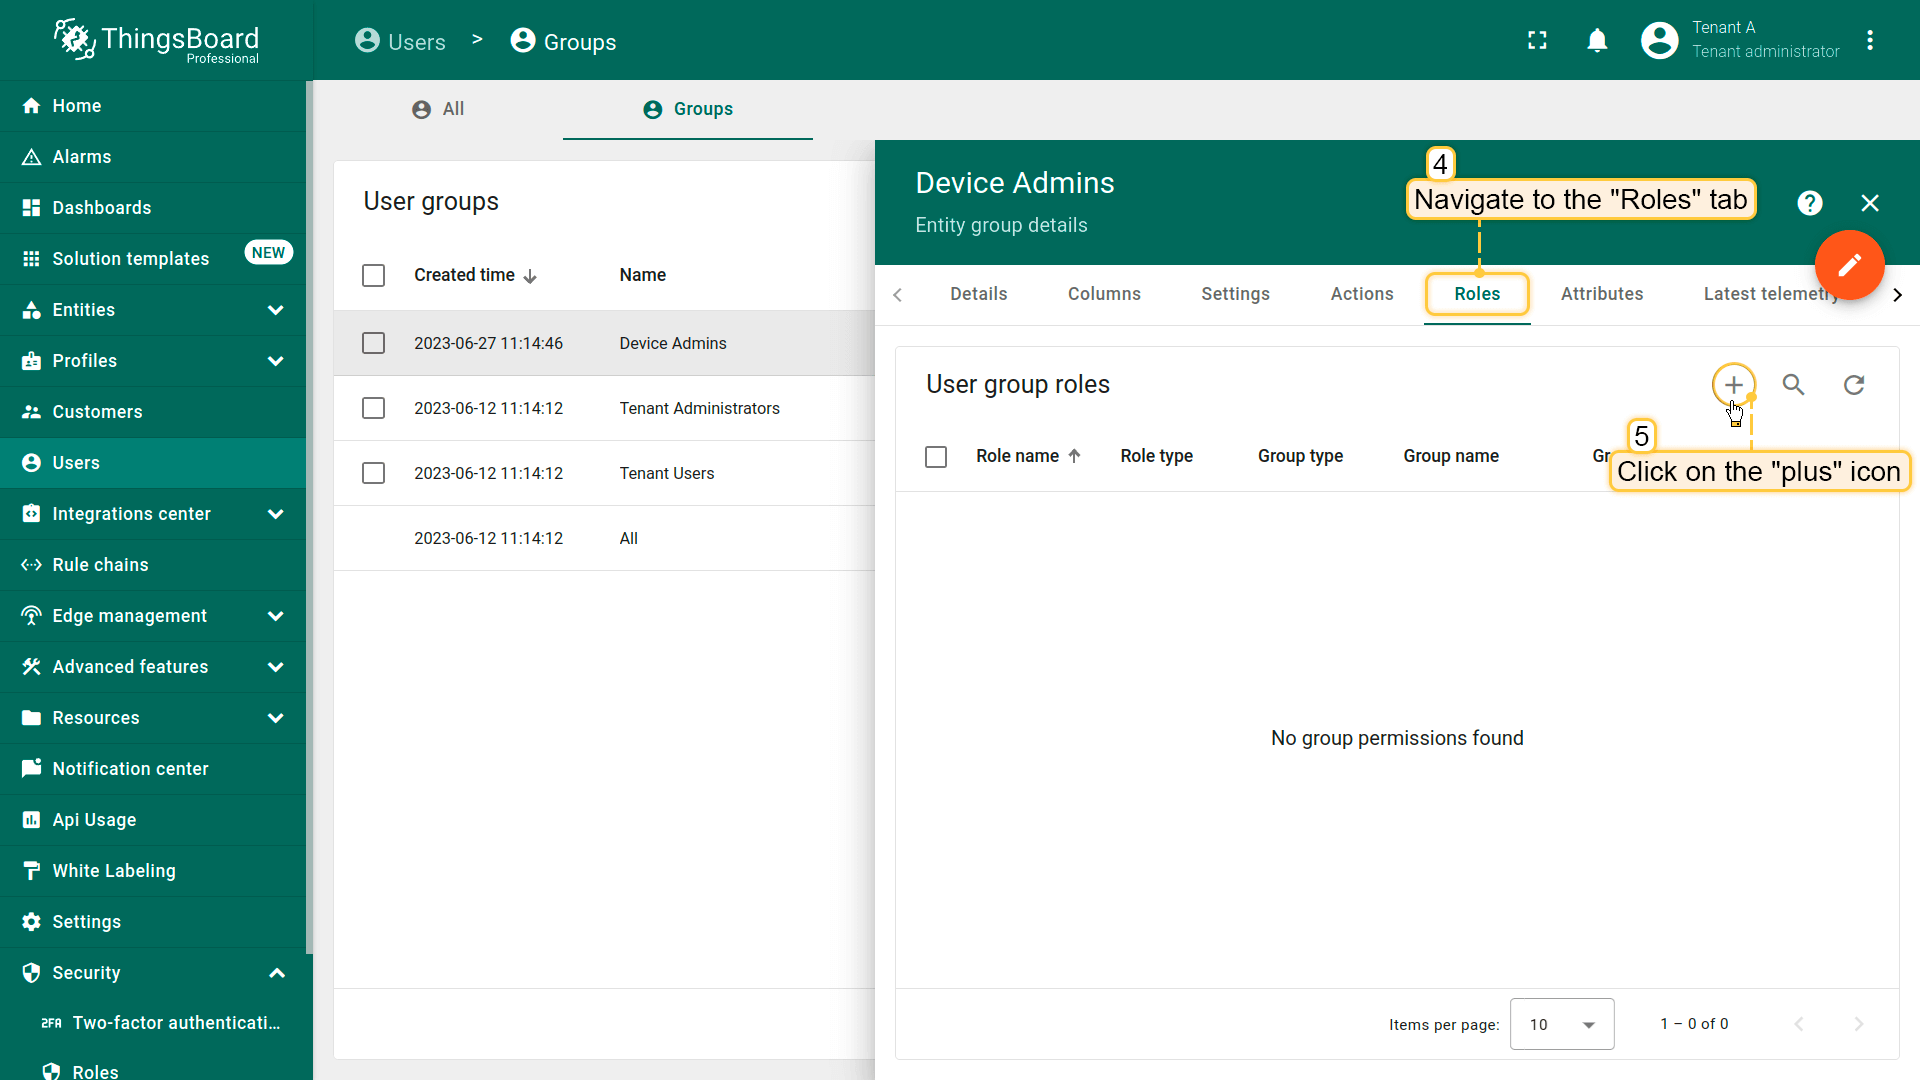 ThingsBoard
Professional
Users > Groups
Tenant A
Tenant administrator
Home
Alarms
Dashboards
Solution templates NEW
Entities
Profiles
Customers
Users
Integrations center
Rule chains
Edge management
Advanced features
Resources
Notification center
Api Usage
White Labeling
Settings
Security
2FA Two-factor authenticati...
Roles
All Groups
User groups
Created time Name
2023-06-27 11:14:46 Device Admins
2023-06-12 11:14:12 Tenant Administrators
2023-06-12 11:14:12 Tenant Users
2023-06-12 11:14:12 All
Device Admins
Entity group details
4
Navigate to the "Roles" tab
Details Columns Settings Actions Roles Attributes Latest telemetry
User group roles
5
Click on the "plus" icon
Role name Role type Group type Group name Gr
No group permissions found
Items per page: 10 1 – 0 of 0